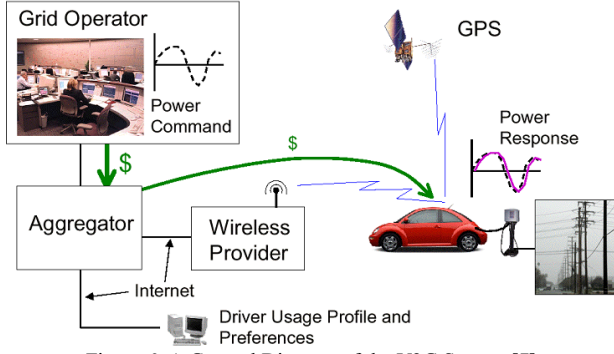 Grid Operator
Power
Command
GPS
Power
Response
$
$
Aggregator
Wireless
Provider
Internet
Driver Usage Profile and
Preferences